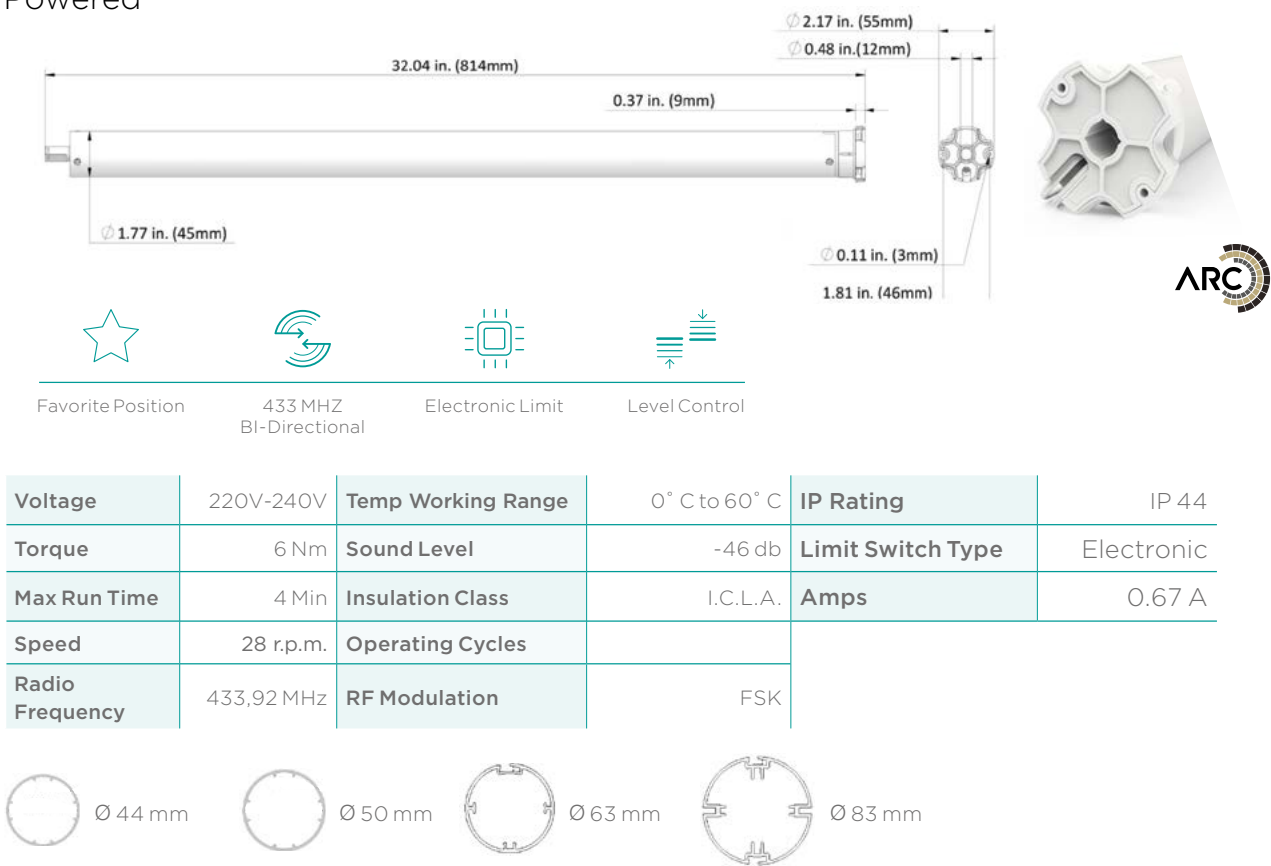 Powered
Ø 2.17 in. (55mm)
Ø 0.48 in.(12mm)
32.04 in. (814mm)
0.37 in. (9mm)
Ø 1.77 in. (45mm)
Ø 0.11 in. (3mm)
1.81 in. (46mm)
ARC
Favorite Position
433 MHZ
BI-Directional
Electronic Limit
Level Control
Voltage 220V-240V Temp Working Range 0° C to 60° C IP Rating IP 44
Torque 6 Nm Sound Level -46 db Limit Switch Type Electronic
Max Run Time 4 Min Insulation Class I.C.L.A. Amps 0.67 A
Speed 28 r.p.m. Operating Cycles
Radio
Frequency 433,92 MHz RF Modulation FSK
Ø 44 mm Ø 50 mm Ø 63 mm Ø 83 mm